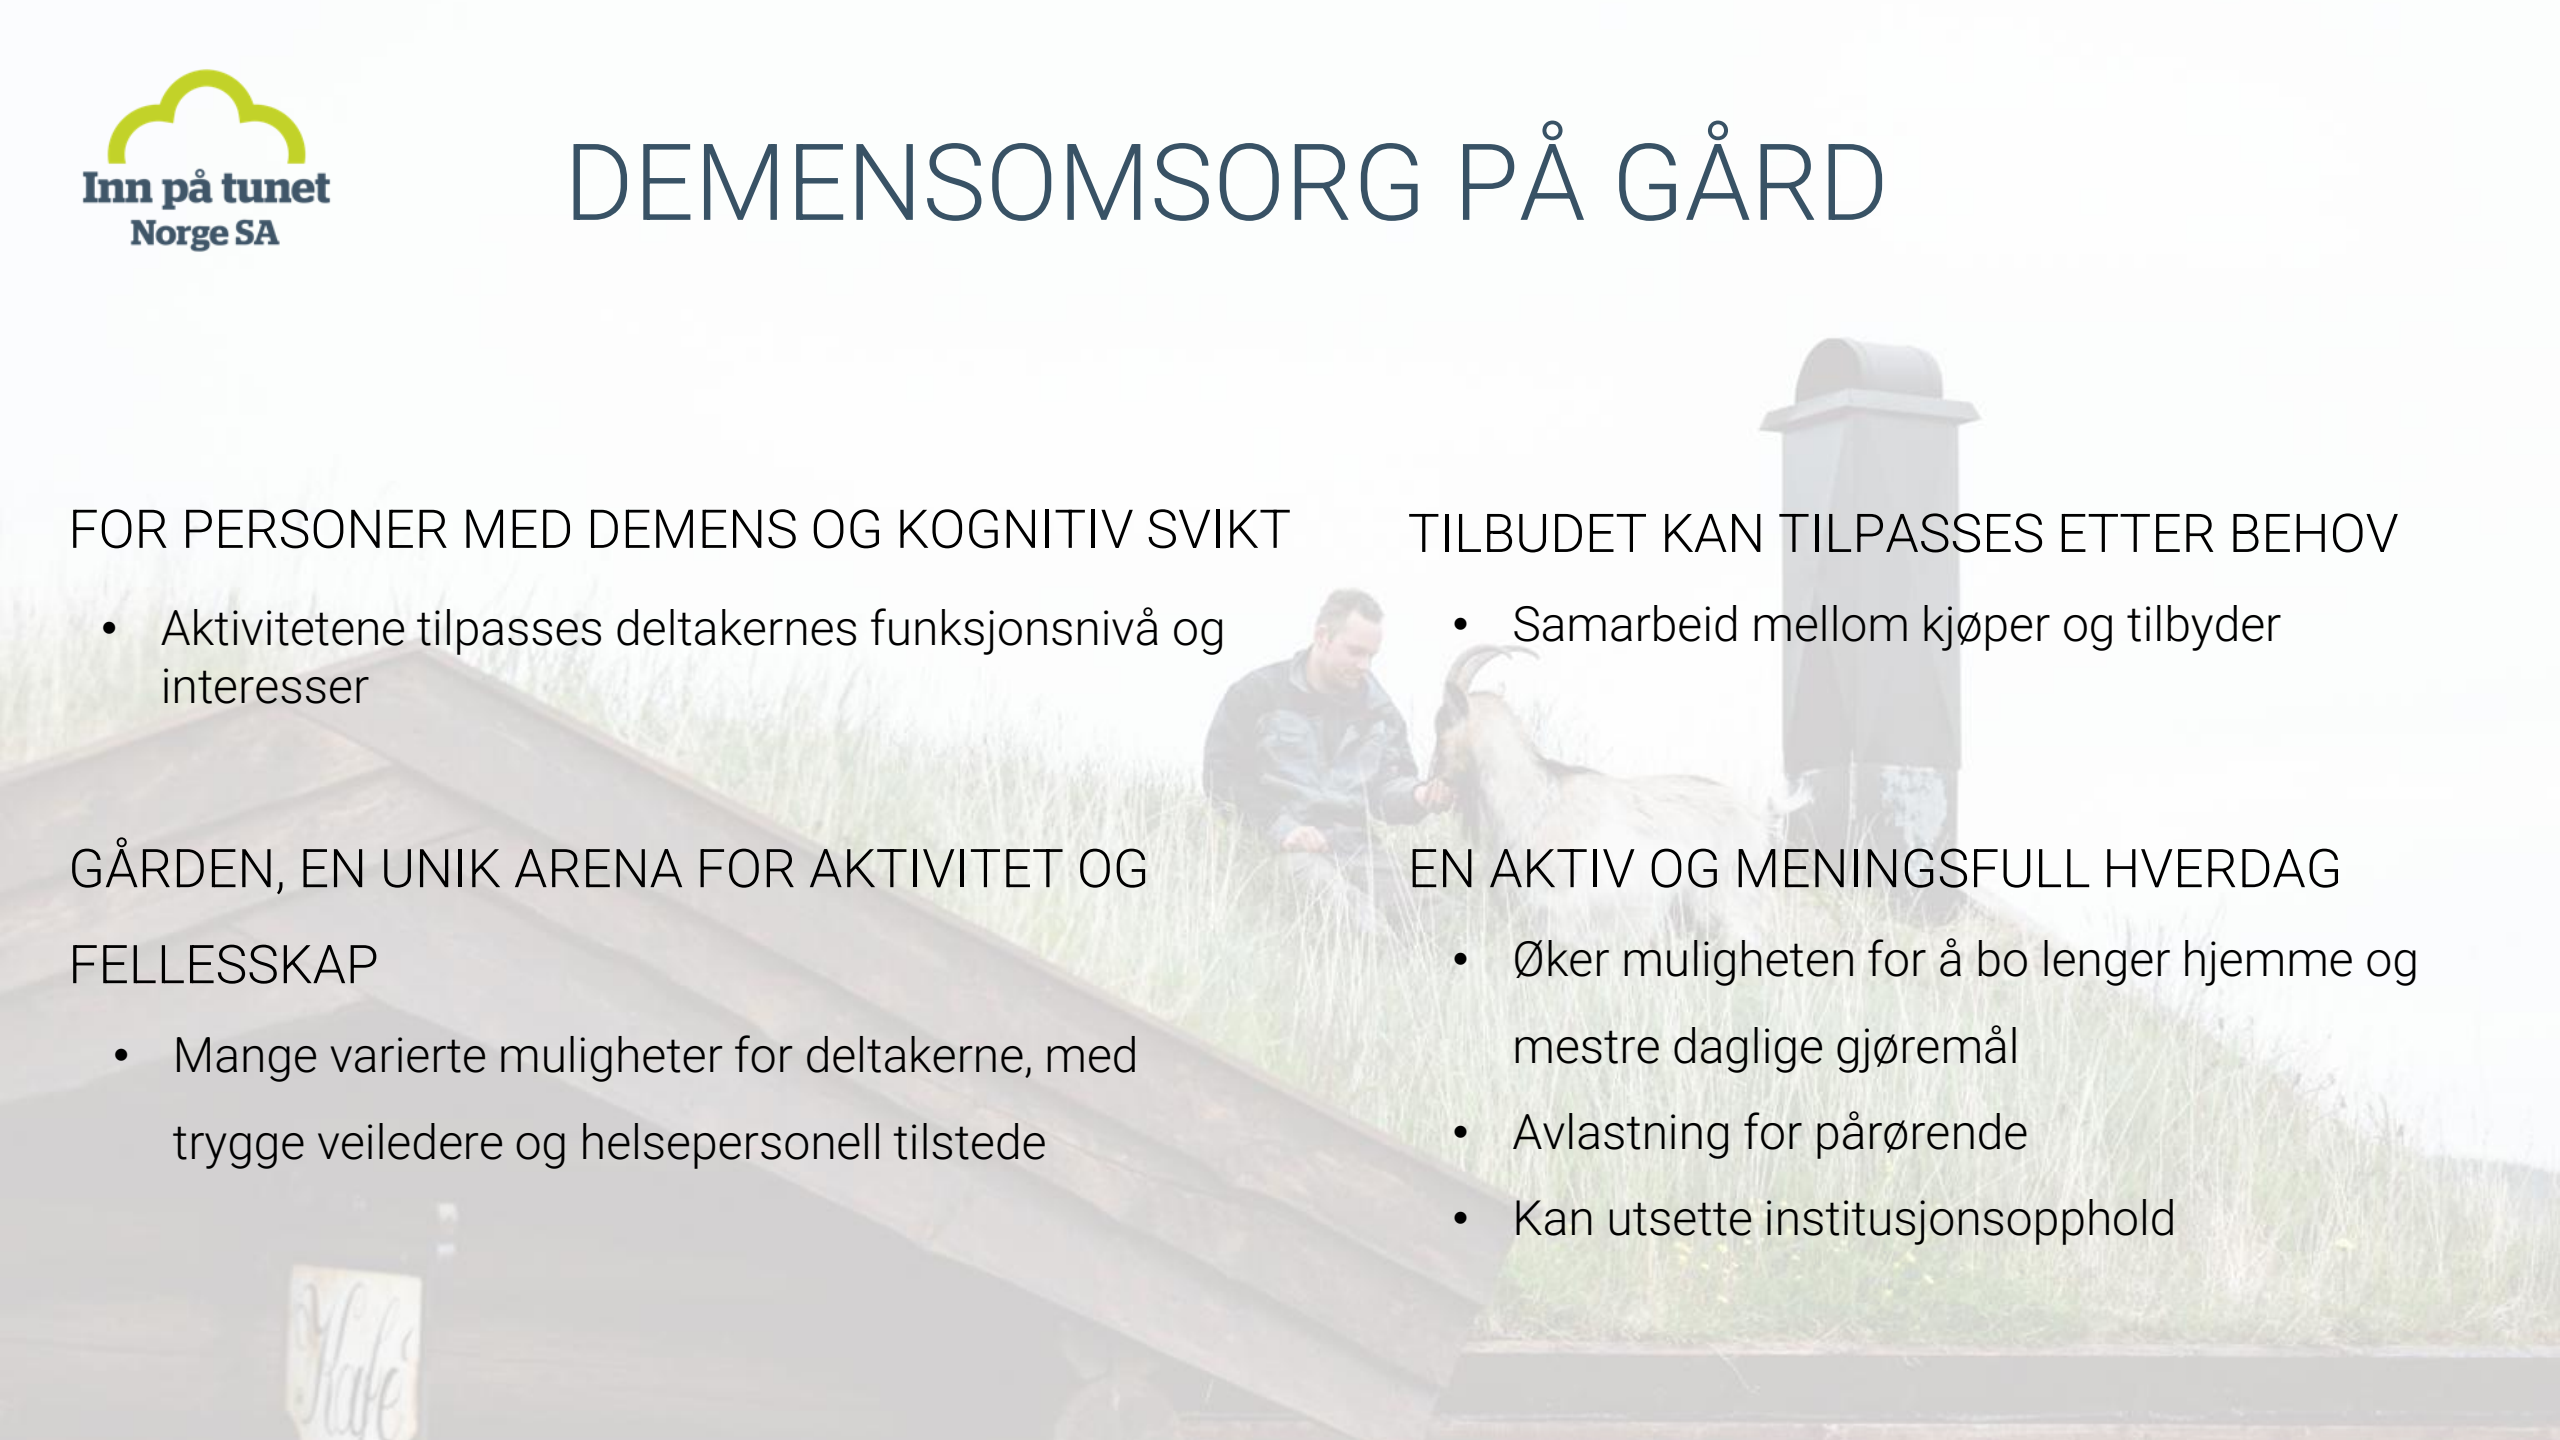 Inn på tunet
Norge SA
DEMENSOMSORG PÅ GÅRD
FOR PERSONER MED DEMENS OG KOGNITIV SVIKT
• Aktivitetene tilpasses deltakernes funksjonsnivå og
interesser
GÅRDEN, EN UNIK ARENA FOR AKTIVITET OG
FELLESSKAP
• Mange varierte muligheter for deltakerne, med
trygge veiledere og helsepersonell tilstede
TILBUDET KAN TILPASSES ETTER BEHOV
• Samarbeid mellom kjøper og tilbyder
EN AKTIV OG MENINGSFULL HVERDAG
• Øker muligheten for å bo lenger hjemme og
mestre daglige gjøremål
• Avlastning for pårørende
• Kan utsette institusjonsopphold
Kafe